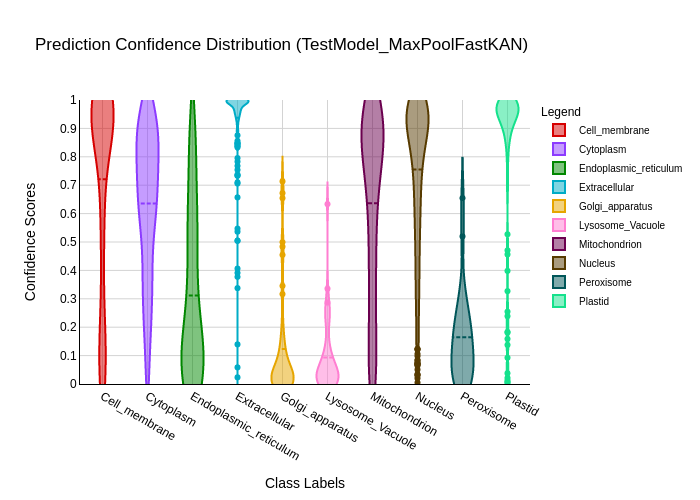 Prediction Confidence Distribution (TestModel_MaxPoolFastKAN)
Confidence Scores
1
0.9
0.8
0.7
0.6
0.5
0.4
0.3
0.2
0.1
0
Cell_membrane
Cytoplasm
Endoplasmic_reticulum
Extracellular
Golgi_apparatus
Lysosome_Vacuole
Mitochondrion
Nucleus
Peroxisome
Plastid
Class Labels
Legend
Cell_membrane
Cytoplasm
Endoplasmic_reticulum
Extracellular
Golgi_apparatus
Lysosome_Vacuole
Mitochondrion
Nucleus
Peroxisome
Plastid